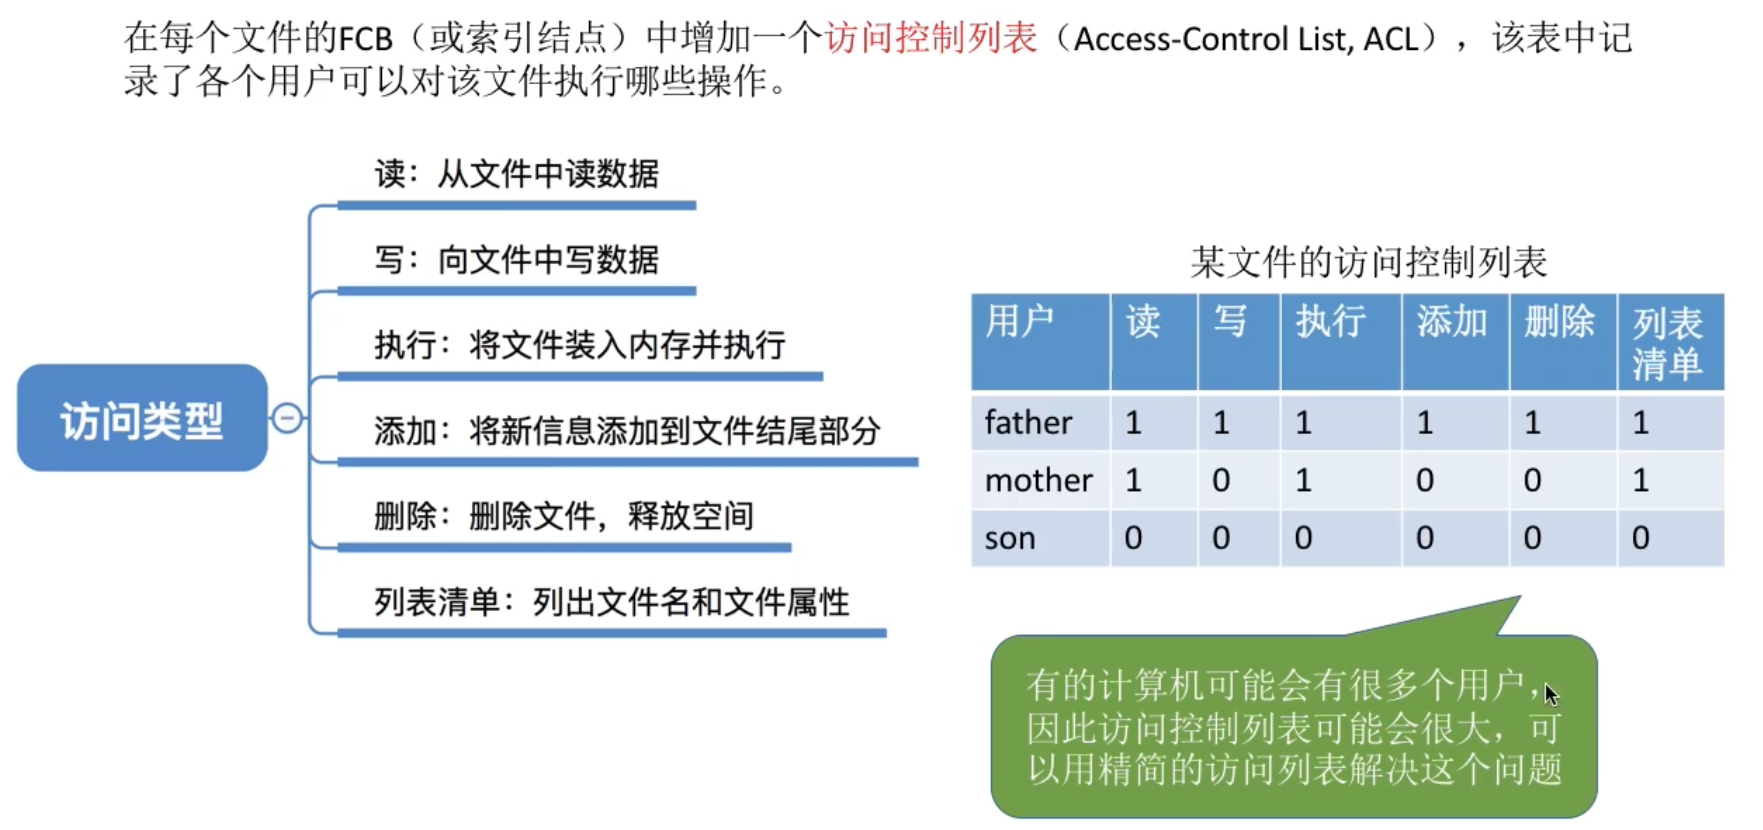 在每个文件的FCB（或索引结点）中增加一个访问控制列表（Access-Control List, ACL），该表中记
录了各个用户可以对该文件执行哪些操作。
访问类型
读：从文件中读数据
写：向文件中写数据
执行：将文件装入内存并执行
添加：将新信息添加到文件结尾部分
删除：删除文件，释放空间
列表清单：列出文件名和文件属性
某文件的访问控制列表
用户 读 写 执行 添加 删除 列表
清单
father 1 1 1 1 1 1
mother 1 0 1 0 0 1
son 0 0 0 0 0 0
有的计算机可能会有很多个用户，
因此访问控制列表可能会很大，可
以用精简的访问列表解决这个问题